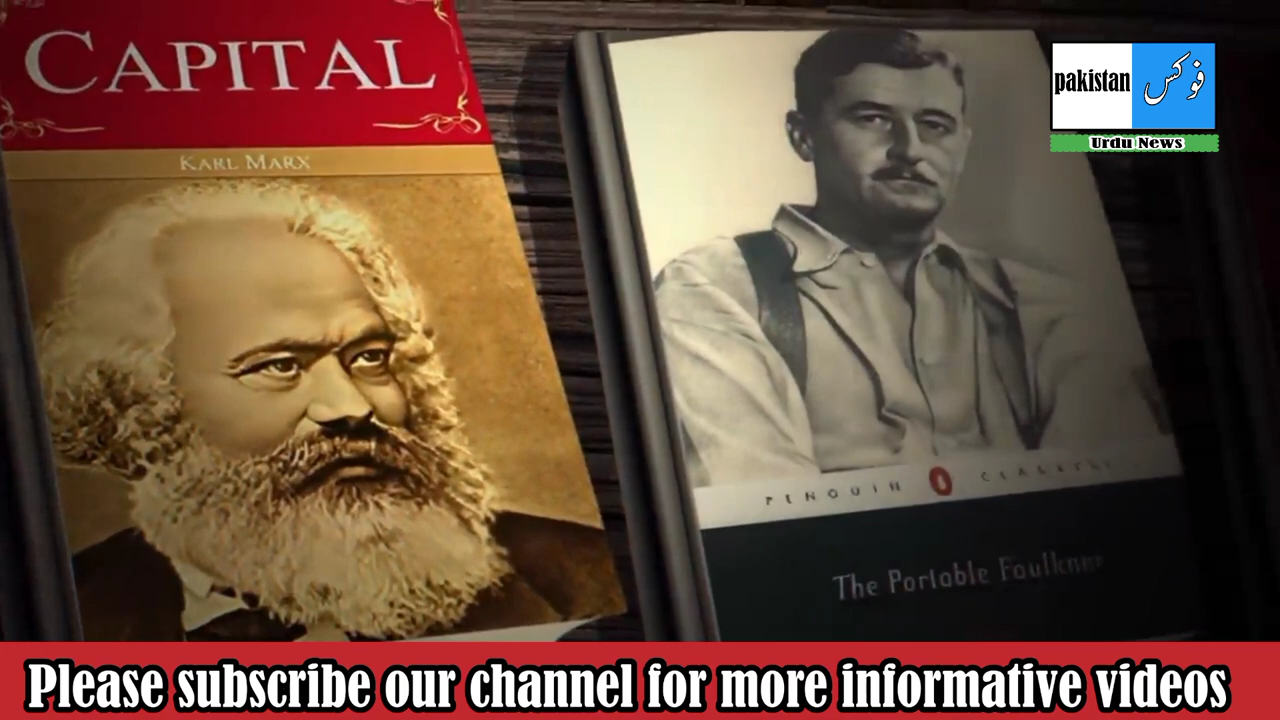 CAPITAL
KARL MARX
PENGUIN CLASSICS
The Portable Faulkner
pakistan فوکس
Urdu News
Please subscribe our channel for more informative videos